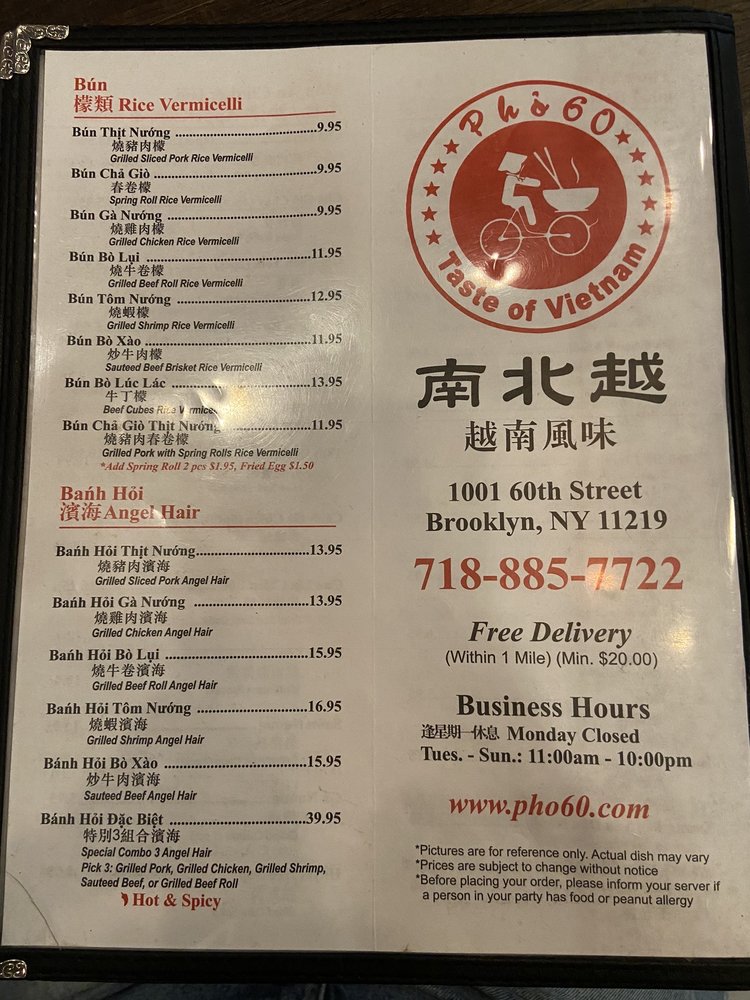 Bún
檬類 Rice Vermicelli
Bún Thịt Nướng ........................................9.95
燒豬肉檬
Grilled Sliced Pork Rice Vermicelli
Bún Chả Giò ........................................9.95
春卷檬
Spring Roll Rice Vermicelli
Bún Gà Nướng ........................................9.95
燒雞肉檬
Grilled Chicken Rice Vermicelli
Bún Bò Lụi ........................................11.95
燒牛卷檬
Grilled Beef Roll Rice Vermicelli
Bún Tôm Nướng ........................................12.95
燒蝦檬
Grilled Shrimp Rice Vermicelli
Bún Bò Xào ........................................11.95
炒牛肉檬
Sauteed Beef Brisket Rice Vermicelli
Bún Bò Lúc Lác ........................................13.95
牛丁檬
Beef Cubes Rice Vermicelli
Bún Chả Giò Thịt Nướng ........................................11.95
燒豬肉春卷檬
Grilled Pork with Spring Rolls Rice Vermicelli
*Add Spring Roll 2 pcs $1.95, Fried Egg $1.50
Bańh Hỏi
濱海 Angel Hair
Bańh Hỏi Thịt Nướng........................................13.95
燒豬肉濱海
Grilled Sliced Pork Angel Hair
Bańh Hỏi Gà Nướng ........................................13.95
燒雞肉濱海
Grilled Chicken Angel Hair
Bańh Hỏi Bò Lụi ........................................15.95
燒牛卷濱海
Grilled Beef Roll Angel Hair
Bańh Hỏi Tôm Nướng ........................................16.95
燒蝦濱海
Grilled Shrimp Angel Hair
Bánh Hỏi Bò Xào ........................................15.95
炒牛肉濱海
Sauteed Beef Angel Hair
Bánh Hỏi Đặc Biệt ........................................39.95
特別3組合濱海
Special Combo 3 Angel Hair
Pick 3: Grilled Pork, Grilled Chicken, Grilled Shrimp,
Sauteed Beef, or Grilled Beef Roll
Hot & Spicy
Phở 60
Taste of Vietnam
南北越
越南風味
1001 60th Street
Brooklyn, NY 11219
718-885-7722
Free Delivery
(Within 1 Mile) (Min. $20.00)
Business Hours
逢星期一休息 Monday Closed
Tues. - Sun.: 11:00am - 10:00pm
www.pho60.com
*Pictures are for reference only. Actual dish may vary
*Prices are subject to change without notice
*Before placing your order, please inform your server if
a person in your party has food or peanut allergy